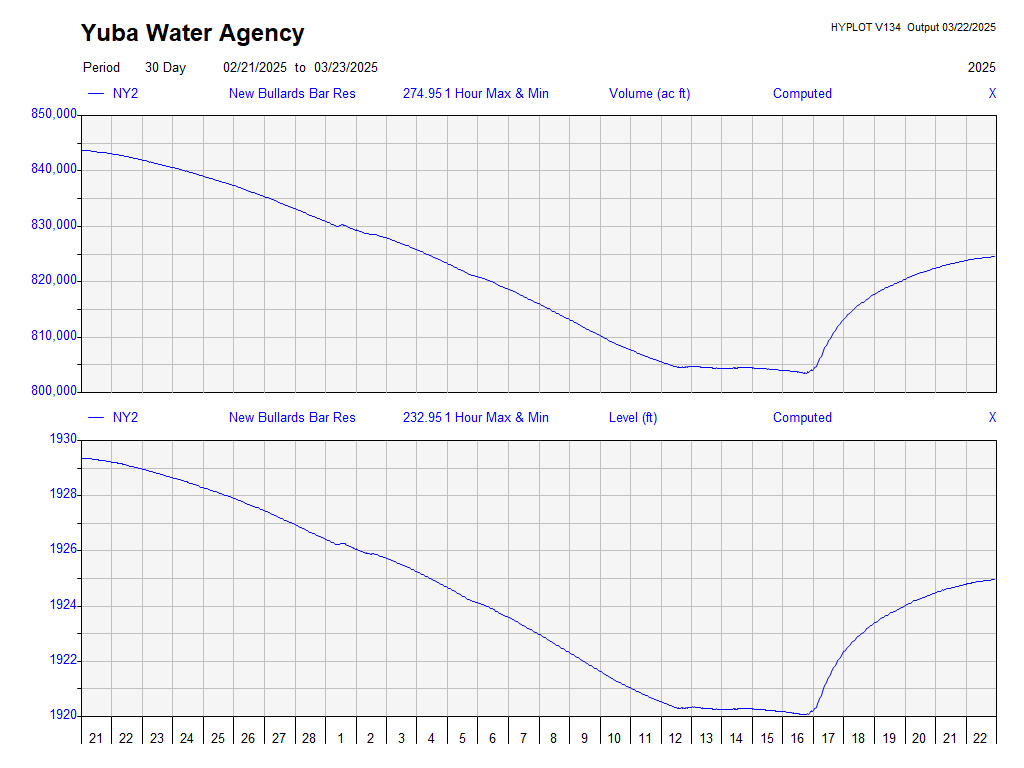 Yuba Water Agency
HYPLOT V134 Output 03/22/2025
Period 30 Day 02/21/2025 to 03/23/2025 2025
NY2 New Bullards Bar Res 274.95 1 Hour Max & Min Volume (ac ft) Computed X
850,000
840,000
830,000
820,000
810,000
800,000
NY2 New Bullards Bar Res 232.95 1 Hour Max & Min Level (ft) Computed X
1930
1928
1926
1924
1922
1920
21 22 23 24 25 26 27 28 1 2 3 4 5 6 7 8 9 10 11 12 13 14 15 16 17 18 19 20 21 22